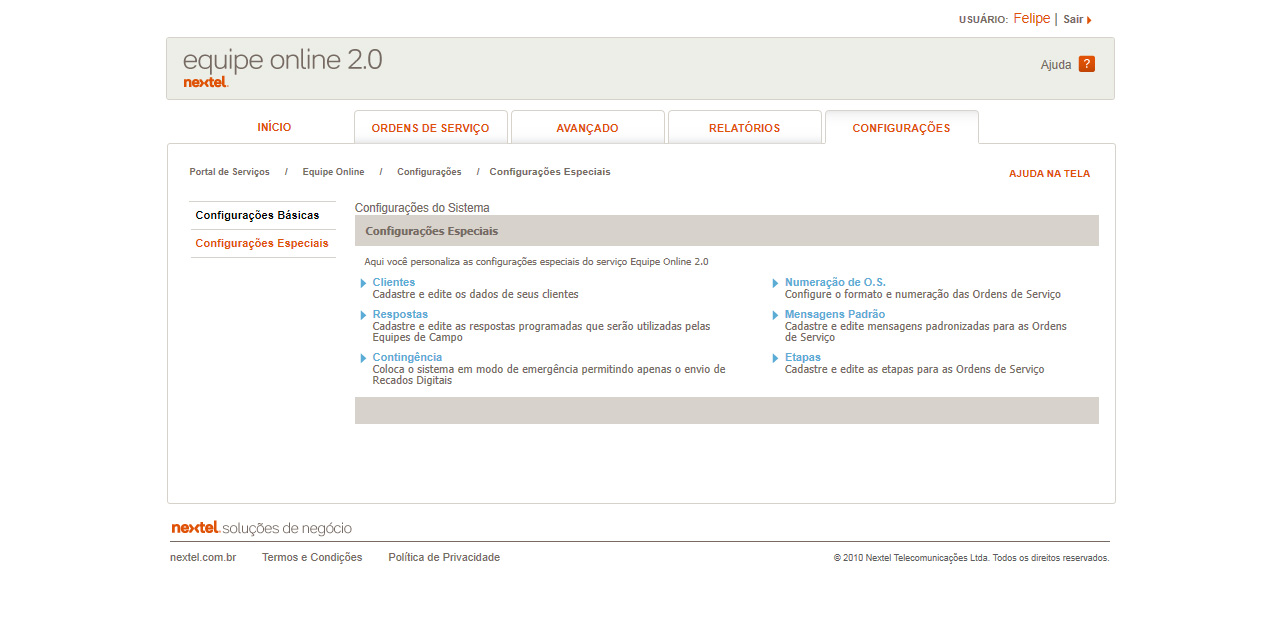 USUÁRIO: Felipe | Sair
equipe online 2.0
nextel.
Ajuda ?
INÍCIO
ORDENS DE SERVIÇO
AVANÇADO
RELATÓRIOS
CONFIGURAÇÕES
Portal de Serviços / Equipe Online / Configurações / Configurações Especiais
AJUDA NA TELA
Configurações Básicas
Configurações Especiais
Configurações do Sistema
Configurações Especiais
Aqui você personaliza as configurações especiais do serviço Equipe Online 2.0
Clientes
Cadastre e edite os dados de seus clientes
Respostas
Cadastre e edite as respostas programadas que serão utilizadas pelas
Equipes de Campo
Contingência
Coloca o sistema em modo de emergência permitindo apenas o envio de
Recados Digitais
Numeração de O.S.
Configure o formato e numeração das Ordens de Serviço
Mensagens Padrão
Cadastre e edite mensagens padronizadas para as Ordens
de Serviço
Etapas
Cadastre e edite as etapas para as Ordens de Serviço
nextel. soluções de negócio
nextel.com.br
Termos e Condições
Política de Privacidade
© 2010 Nextel Telecomunicações Ltda. Todos os direitos reservados.